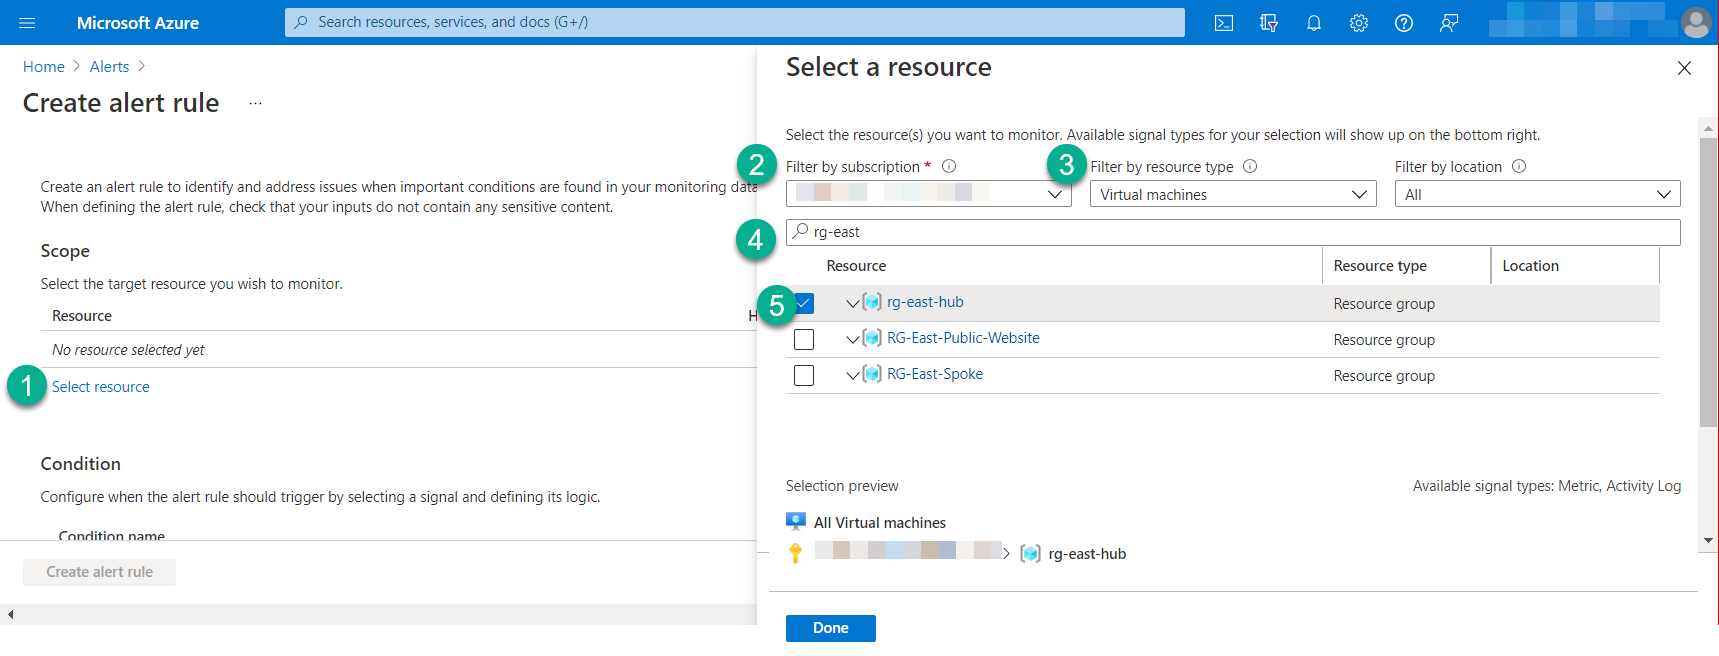 Microsoft Azure
Search resources, services, and docs (G+/)
Home > Alerts >
Create alert rule ...
Create an alert rule to identify and address issues when important conditions are found in your monitoring data
When defining the alert rule, check that your inputs do not contain any sensitive content.
Scope
Select the target resource you wish to monitor.
Resource H
No resource selected yet
1 Select resource
Condition
Configure when the alert rule should trigger by selecting a signal and defining its logic.
Condition name
Create alert rule
Select a resource
Select the resource(s) you want to monitor. Available signal types for your selection will show up on the bottom right.
2 Filter by subscription * 3 Filter by resource type Filter by location
Virtual machines All
4 rg-east
Resource Resource type Location
5 rg-east-hub Resource group
RG-East-Public-Website Resource group
RG-East-Spoke Resource group
Selection preview Available signal types: Metric, Activity Log
All Virtual machines
> rg-east-hub
Done